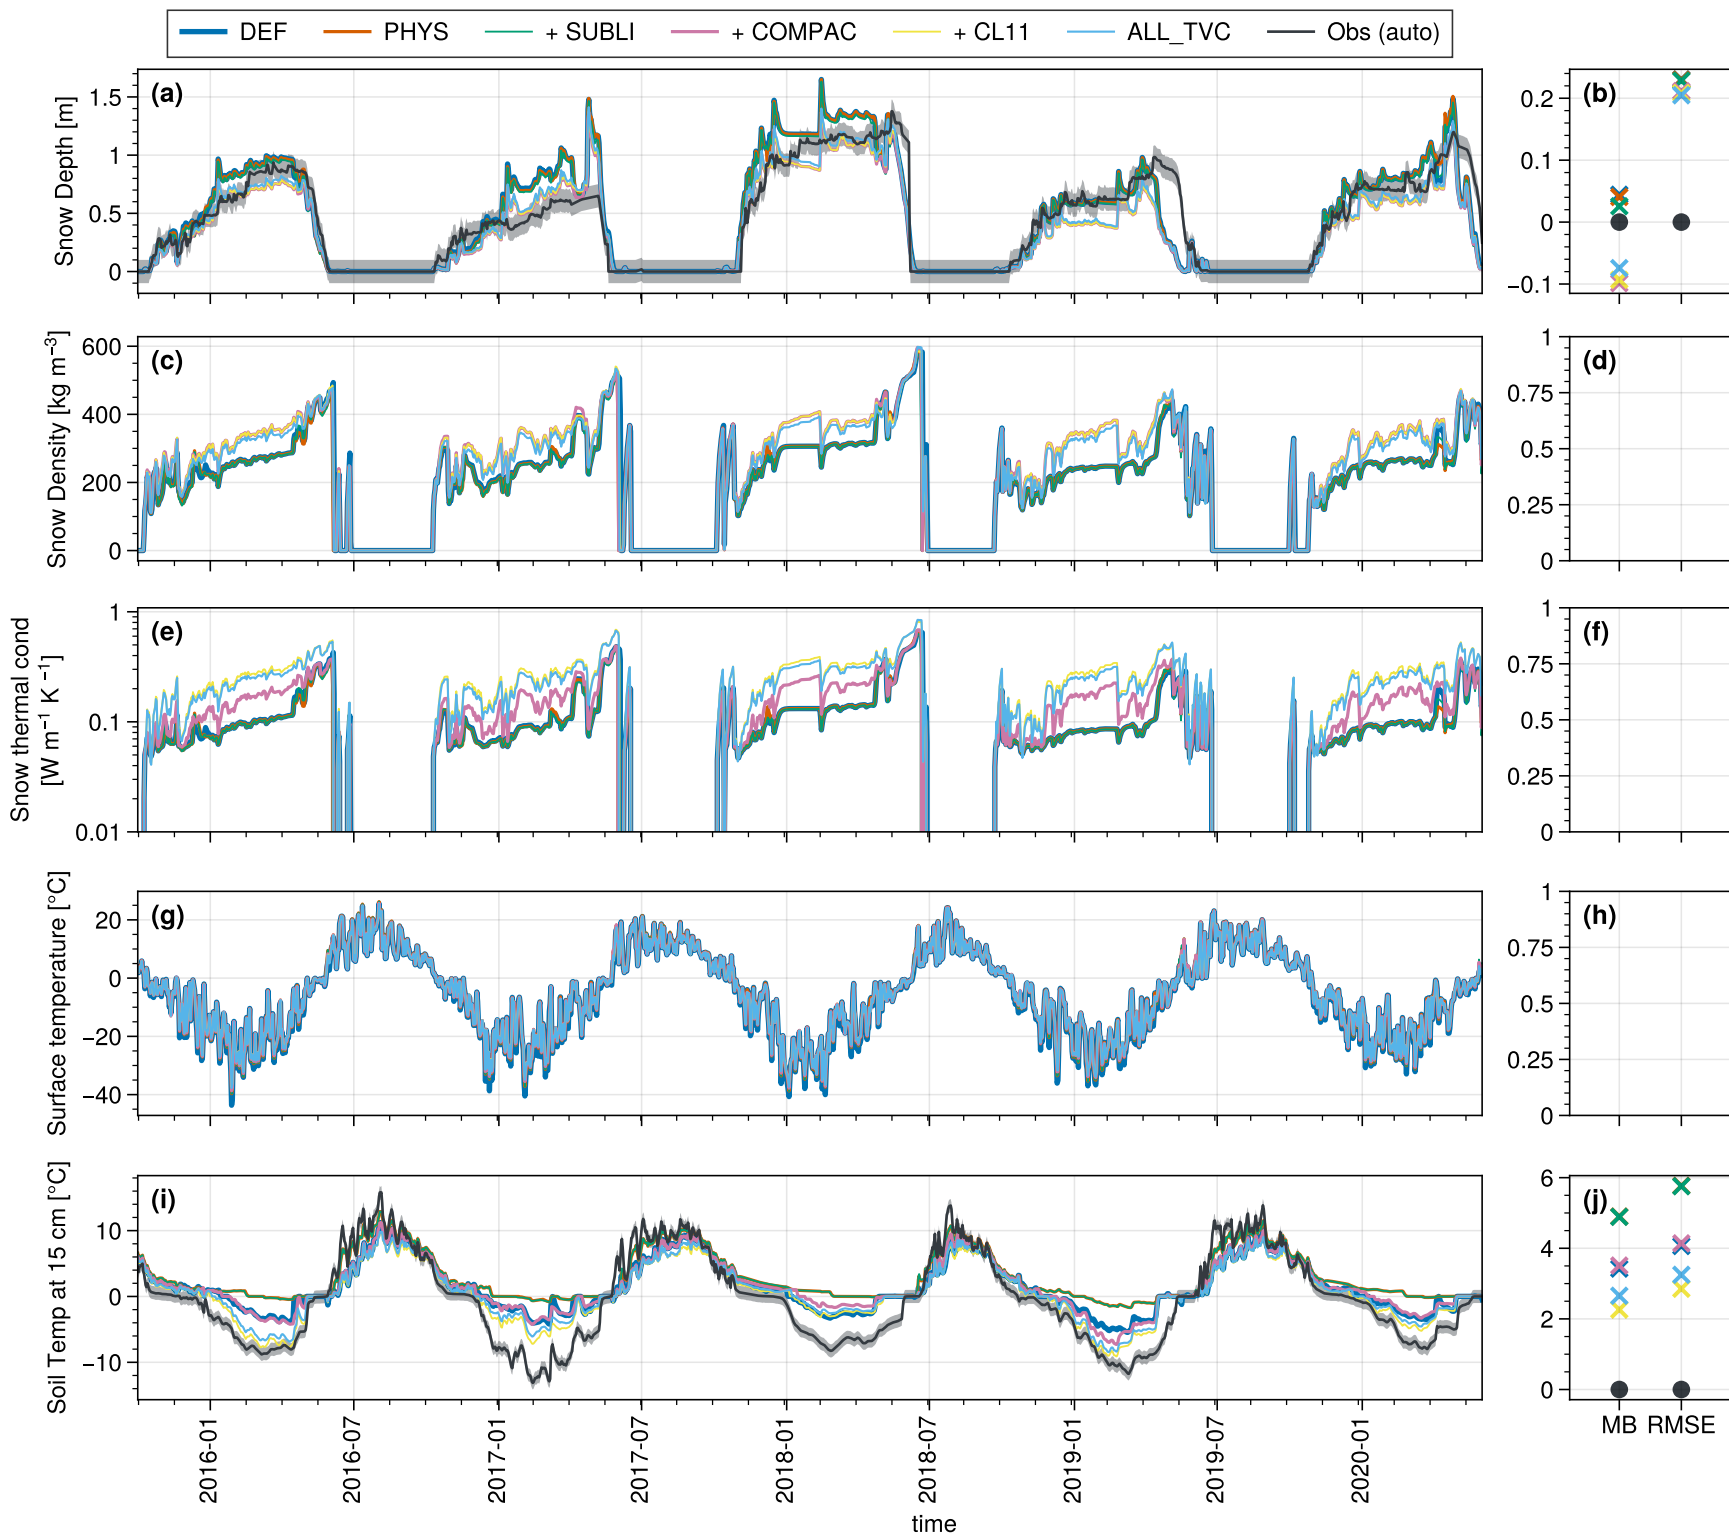 DEF PHYS + SUBLI + COMPAC + CL11 ALL_TVC Obs (auto)
Snow Depth [m]
1.5
1
0.5
0
(a)
0.2
0.1
0
−0.1
(b)
Snow Density [kg m⁻³]
600
400
200
0
(c)
1
0.75
0.5
0.25
0
(d)
Snow thermal cond
[W m⁻¹ K⁻¹]
1
0.1
0.01
(e)
1
0.75
0.5
0.25
0
(f)
Surface temperature [°C]
20
0
−20
−40
(g)
1
0.75
0.5
0.25
0
(h)
Soil Temp at 15 cm [°C]
10
0
−10
(i)
6
4
2
0
(j)
2016-01
2016-07
2017-01
2017-07
2018-01
2018-07
2019-01
2019-07
2020-01
time
MB RMSE